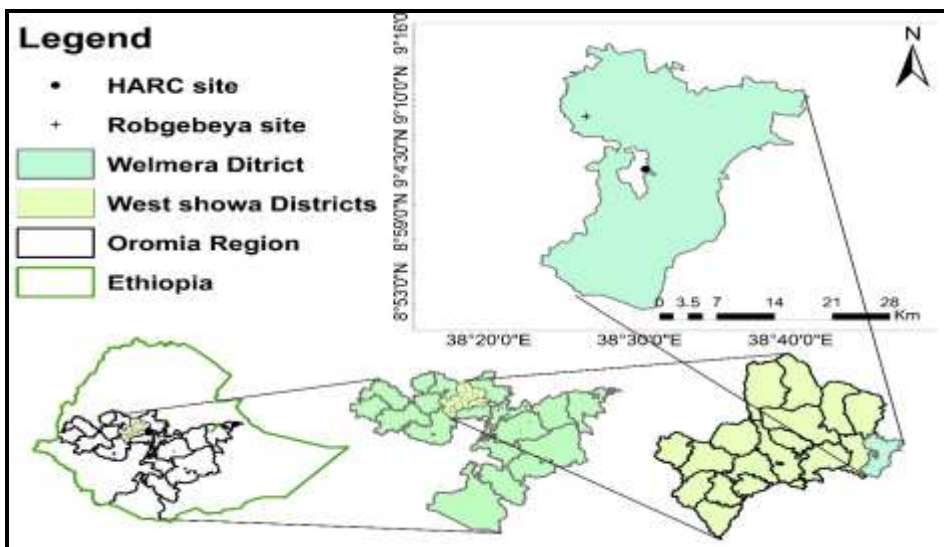 Legend
HARC site
Robgebeya site
Welmera Ditrict
West showa Districts
Oromia Region
Ethiopia
N
9°16'0
9°10'0"N
9°4'30"N
8°59'0"N
8°53'0"N
0 3.5 7 14 21 28
Km
38°20'0"E 38°30'0"E 38°40'0"E